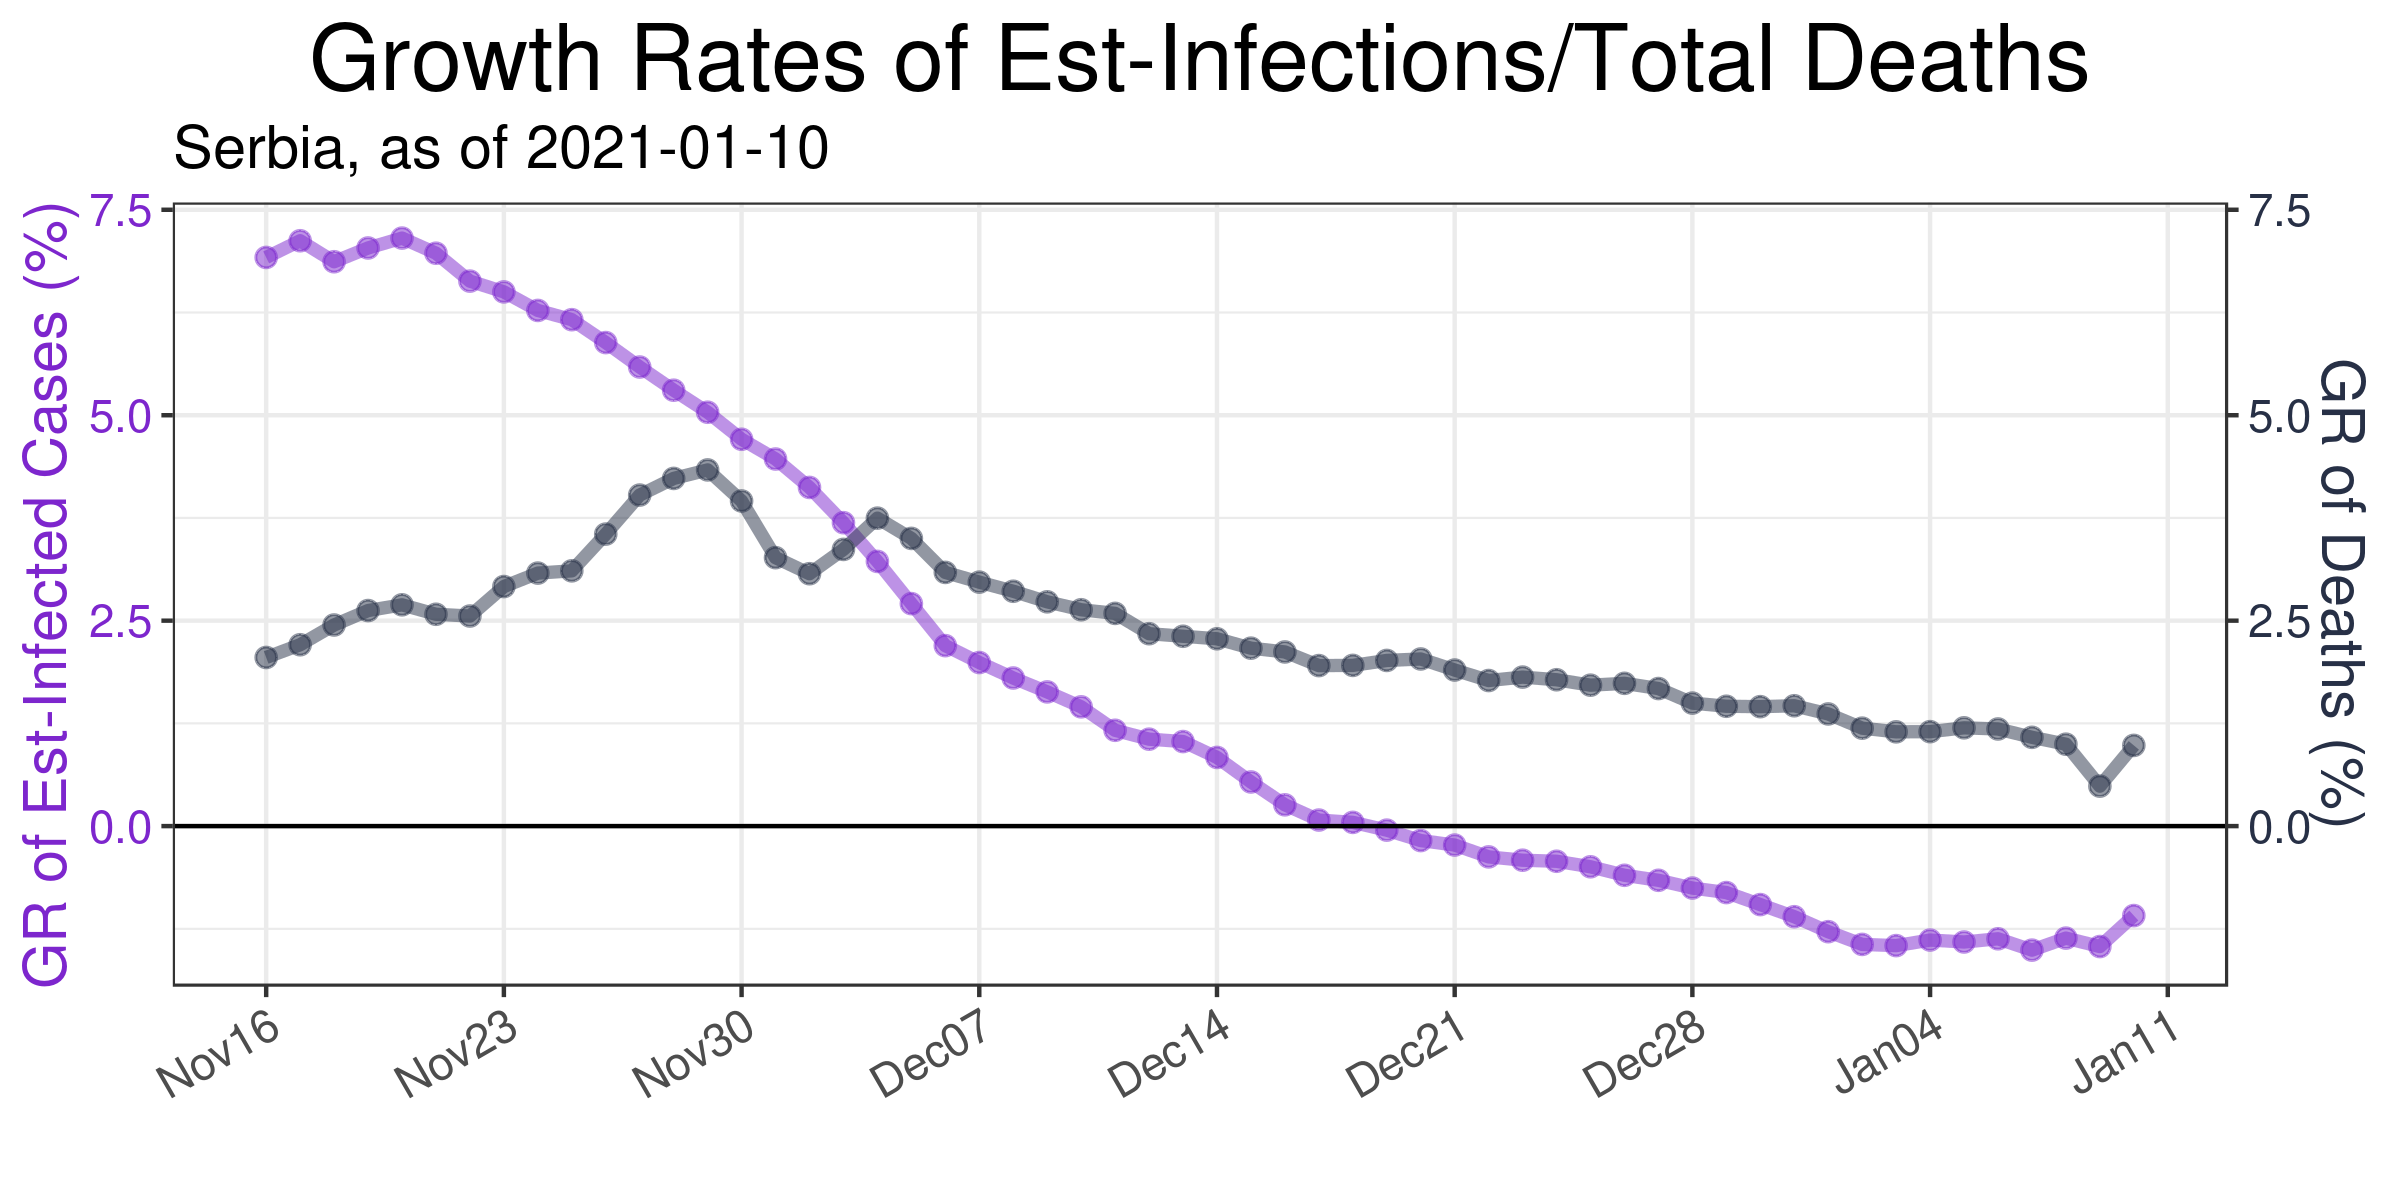 Growth Rates of Est-Infections/Total Deaths
Serbia, as of 2021-01-10
GR of Est-Infected Cases (%)
7.5
5.0
2.5
0.0
7.5
5.0
2.5
0.0
GR of Deaths (%)
Nov16
Nov23
Nov30
Dec07
Dec14
Dec21
Dec28
Jan04
Jan11